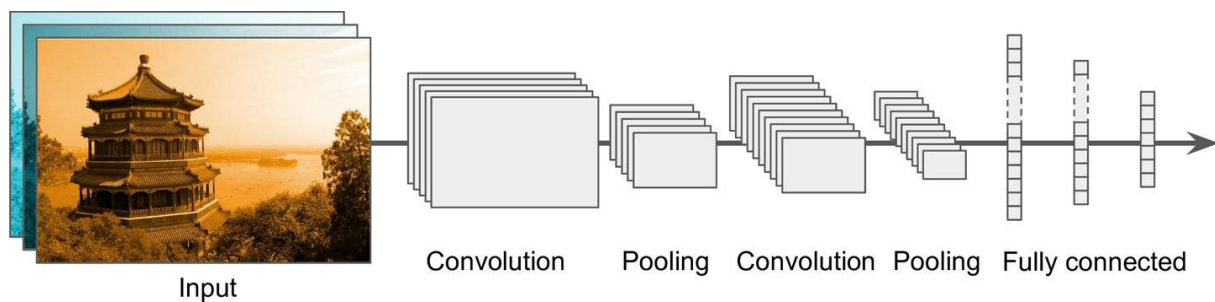 Input
Convolution
Pooling
Convolution
Pooling
Fully connected